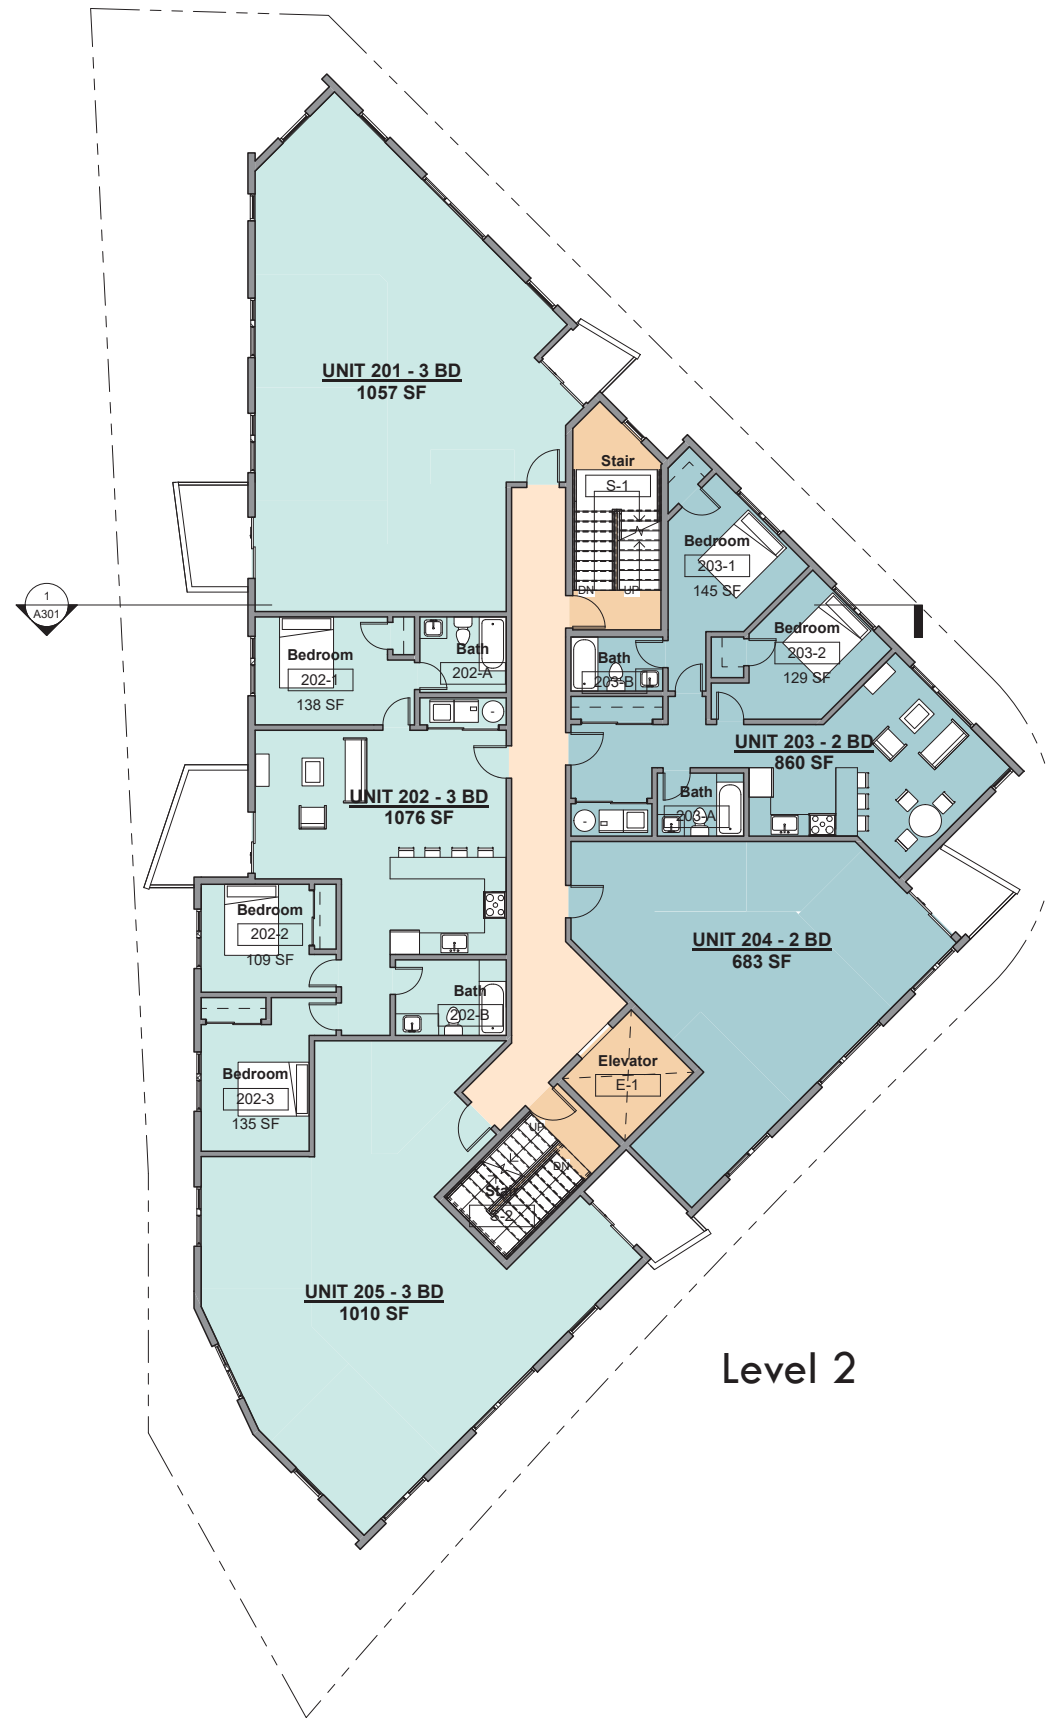 UNIT 201 - 3 BD
1057 SF
Stair
S-1
DN
UP
Bedroom
203-1
145 SF
1
A301
Bedroom
203-2
129 SF
Bedroom
202-1
138 SF
Bath
202-A
Bath
203-B
UNIT 203 - 2 BD
860 SF
UNIT 202 - 3 BD
1076 SF
Bath
203-A
Bedroom
202-2
109 SF
UNIT 204 - 2 BD
683 SF
Bath
202-B
Elevator
E-1
Bedroom
202-3
135 SF
UP
DN
Stair
S-2
UNIT 205 - 3 BD
1010 SF
Level 2